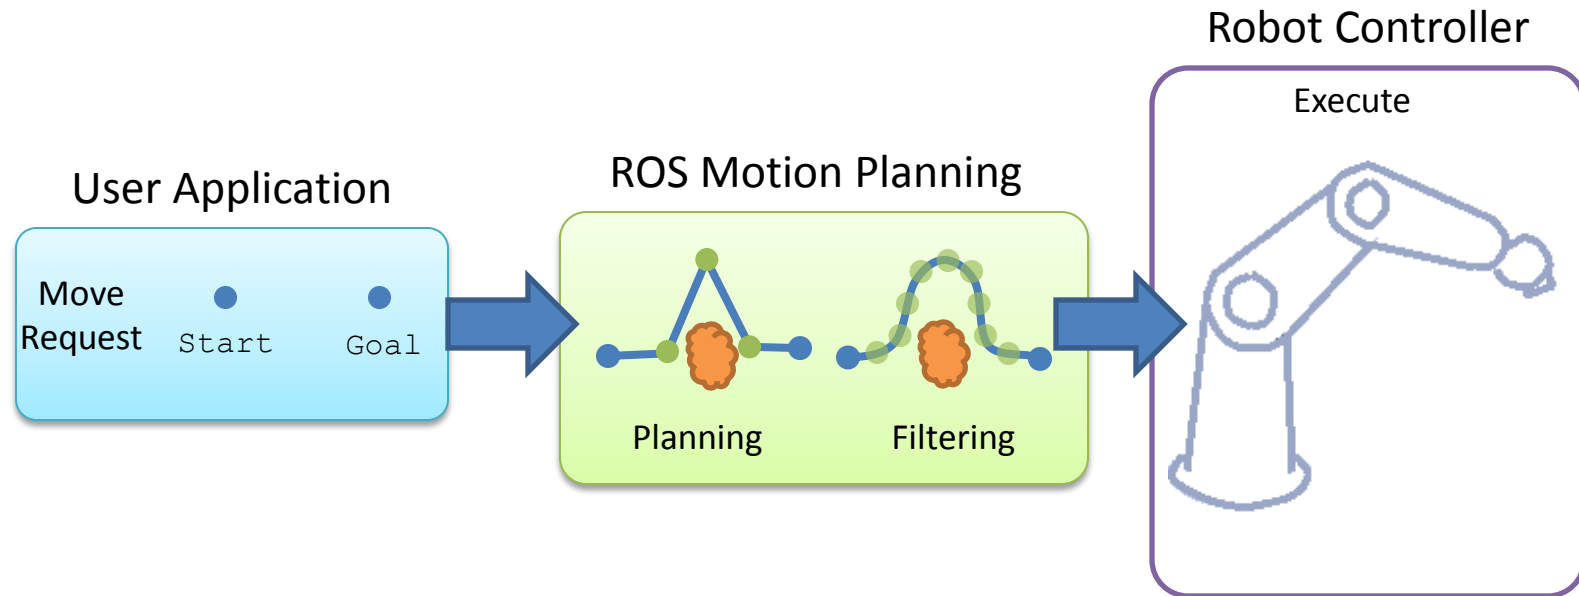 User Application
Move
Request
Start
Goal
ROS Motion Planning
Planning
Filtering
Robot Controller
Execute